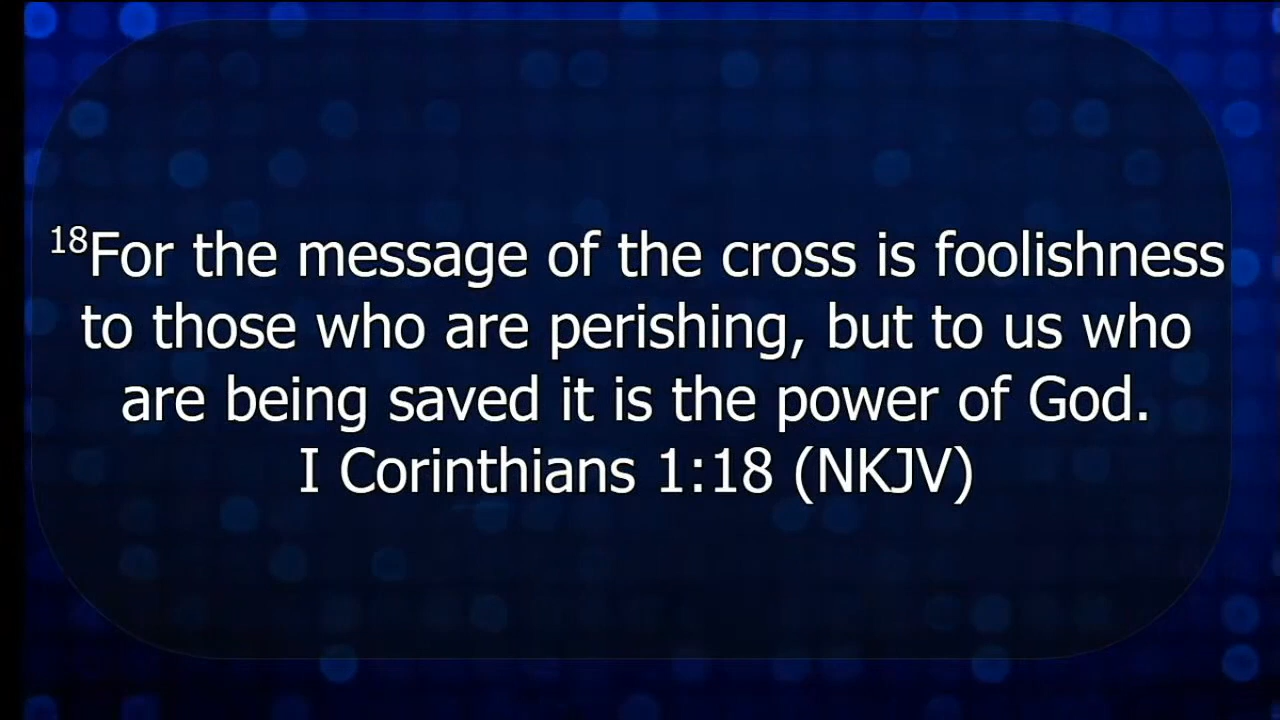 18For the message of the cross is foolishness
to those who are perishing, but to us who
are being saved it is the power of God.
I Corinthians 1:18 (NKJV)